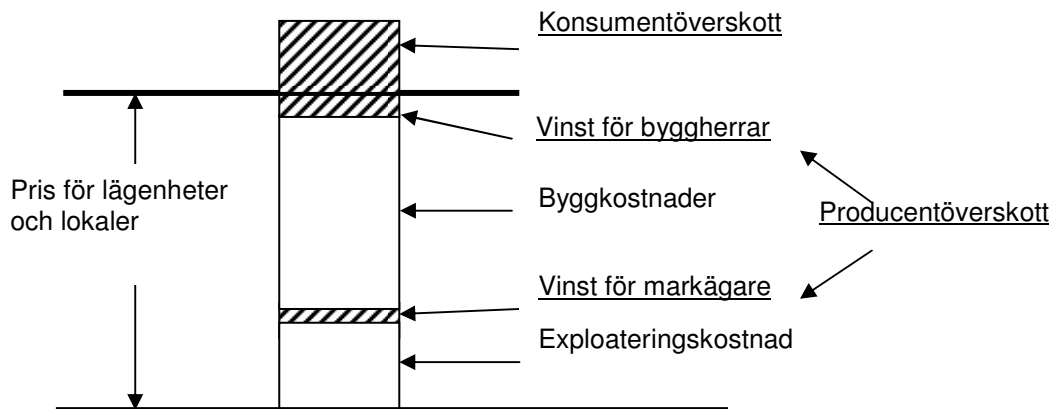 Konsumentöverskott
Vinst för byggherrar
Pris för lägenheter
och lokaler
Byggkostnader
Producentöverskott
Vinst för markägare
Exploateringskostnad